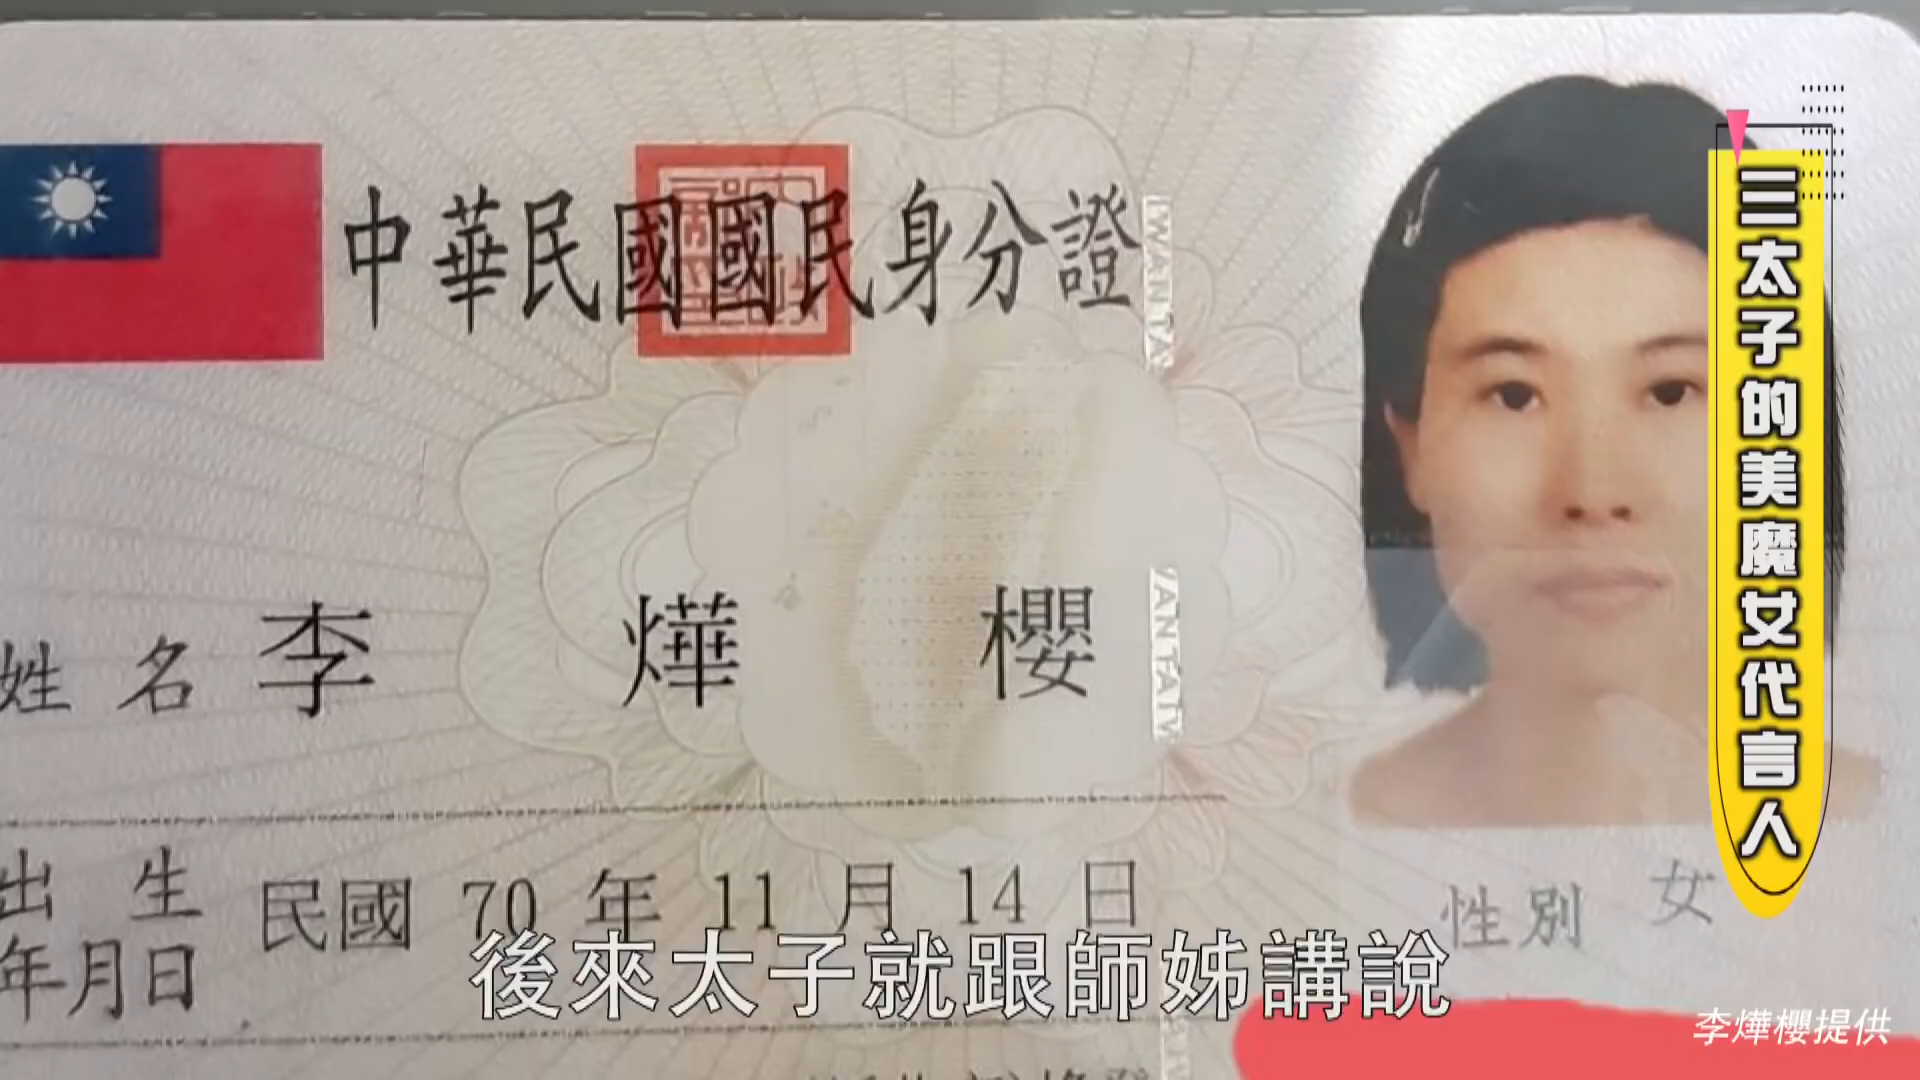 中華民國國民身分證
TAIWAN
姓名 李燁櫻
TAIWAN
出生年月日 民國 70 年 11 月 14 日
性別 女
三太子的美魔女代言人
後來太子就跟師姊講說
李燁櫻提供